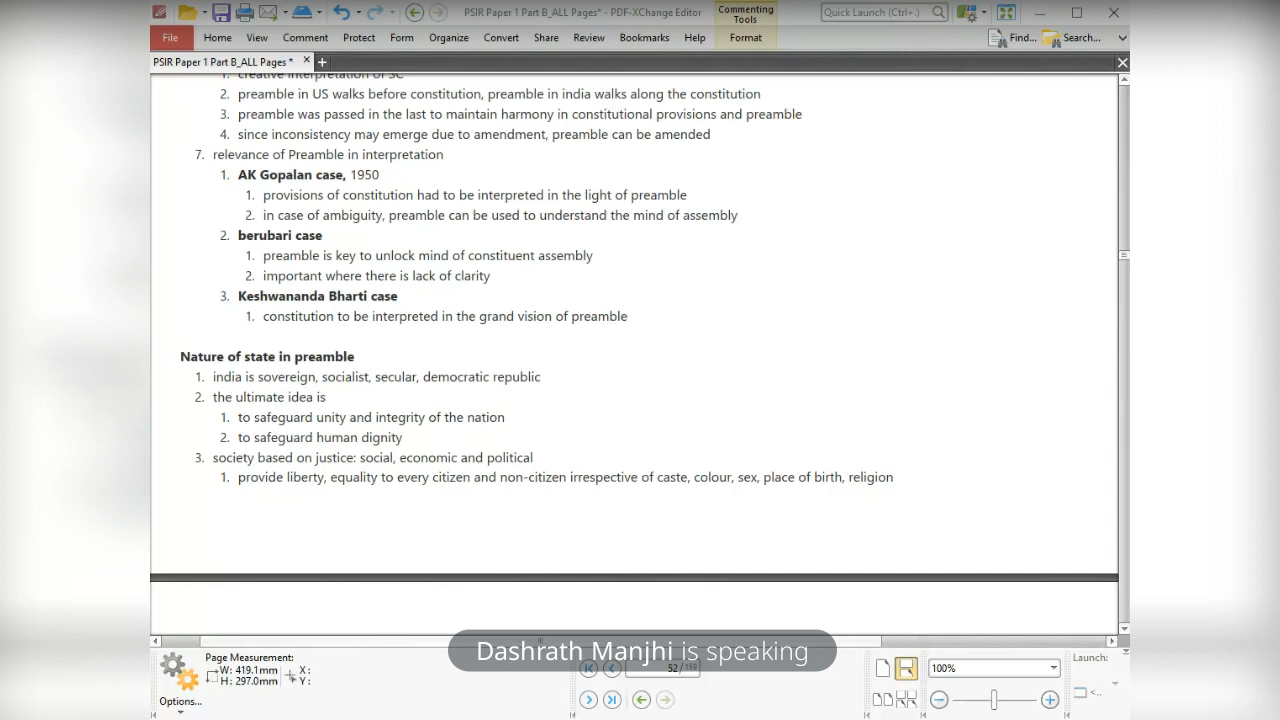 PSIR Paper 1 Part B_ALL Pages* - PDF-XChange Editor
Commenting Tools
Quick Launch (Ctrl+.)
File Home View Comment Protect Form Organize Convert Share Review Bookmarks Help Format Find... Search...
PSIR Paper 1 Part B_ALL Pages *
1. creative interpretation of SC
2. preamble in US walks before constitution, preamble in india walks along the constitution
3. preamble was passed in the last to maintain harmony in constitutional provisions and preamble
4. since inconsistency may emerge due to amendment, preamble can be amended
7. relevance of Preamble in interpretation
1. AK Gopalan case, 1950
1. provisions of constitution had to be interpreted in the light of preamble
2. in case of ambiguity, preamble can be used to understand the mind of assembly
2. berubari case
1. preamble is key to unlock mind of constituent assembly
2. important where there is lack of clarity
3. Keshwananda Bharti case
1. constitution to be interpreted in the grand vision of preamble
Nature of state in preamble
1. india is sovereign, socialist, secular, democratic republic
2. the ultimate idea is
1. to safeguard unity and integrity of the nation
2. to safeguard human dignity
3. society based on justice: social, economic and political
1. provide liberty, equality to every citizen and non-citizen irrespective of caste, colour, sex, place of birth, religion
Dashrath Manjhi is speaking
Page Measurement:
W: 419.1mm X:
H: 297.0mm Y:
Options...
52 / 159
100%
Launch: